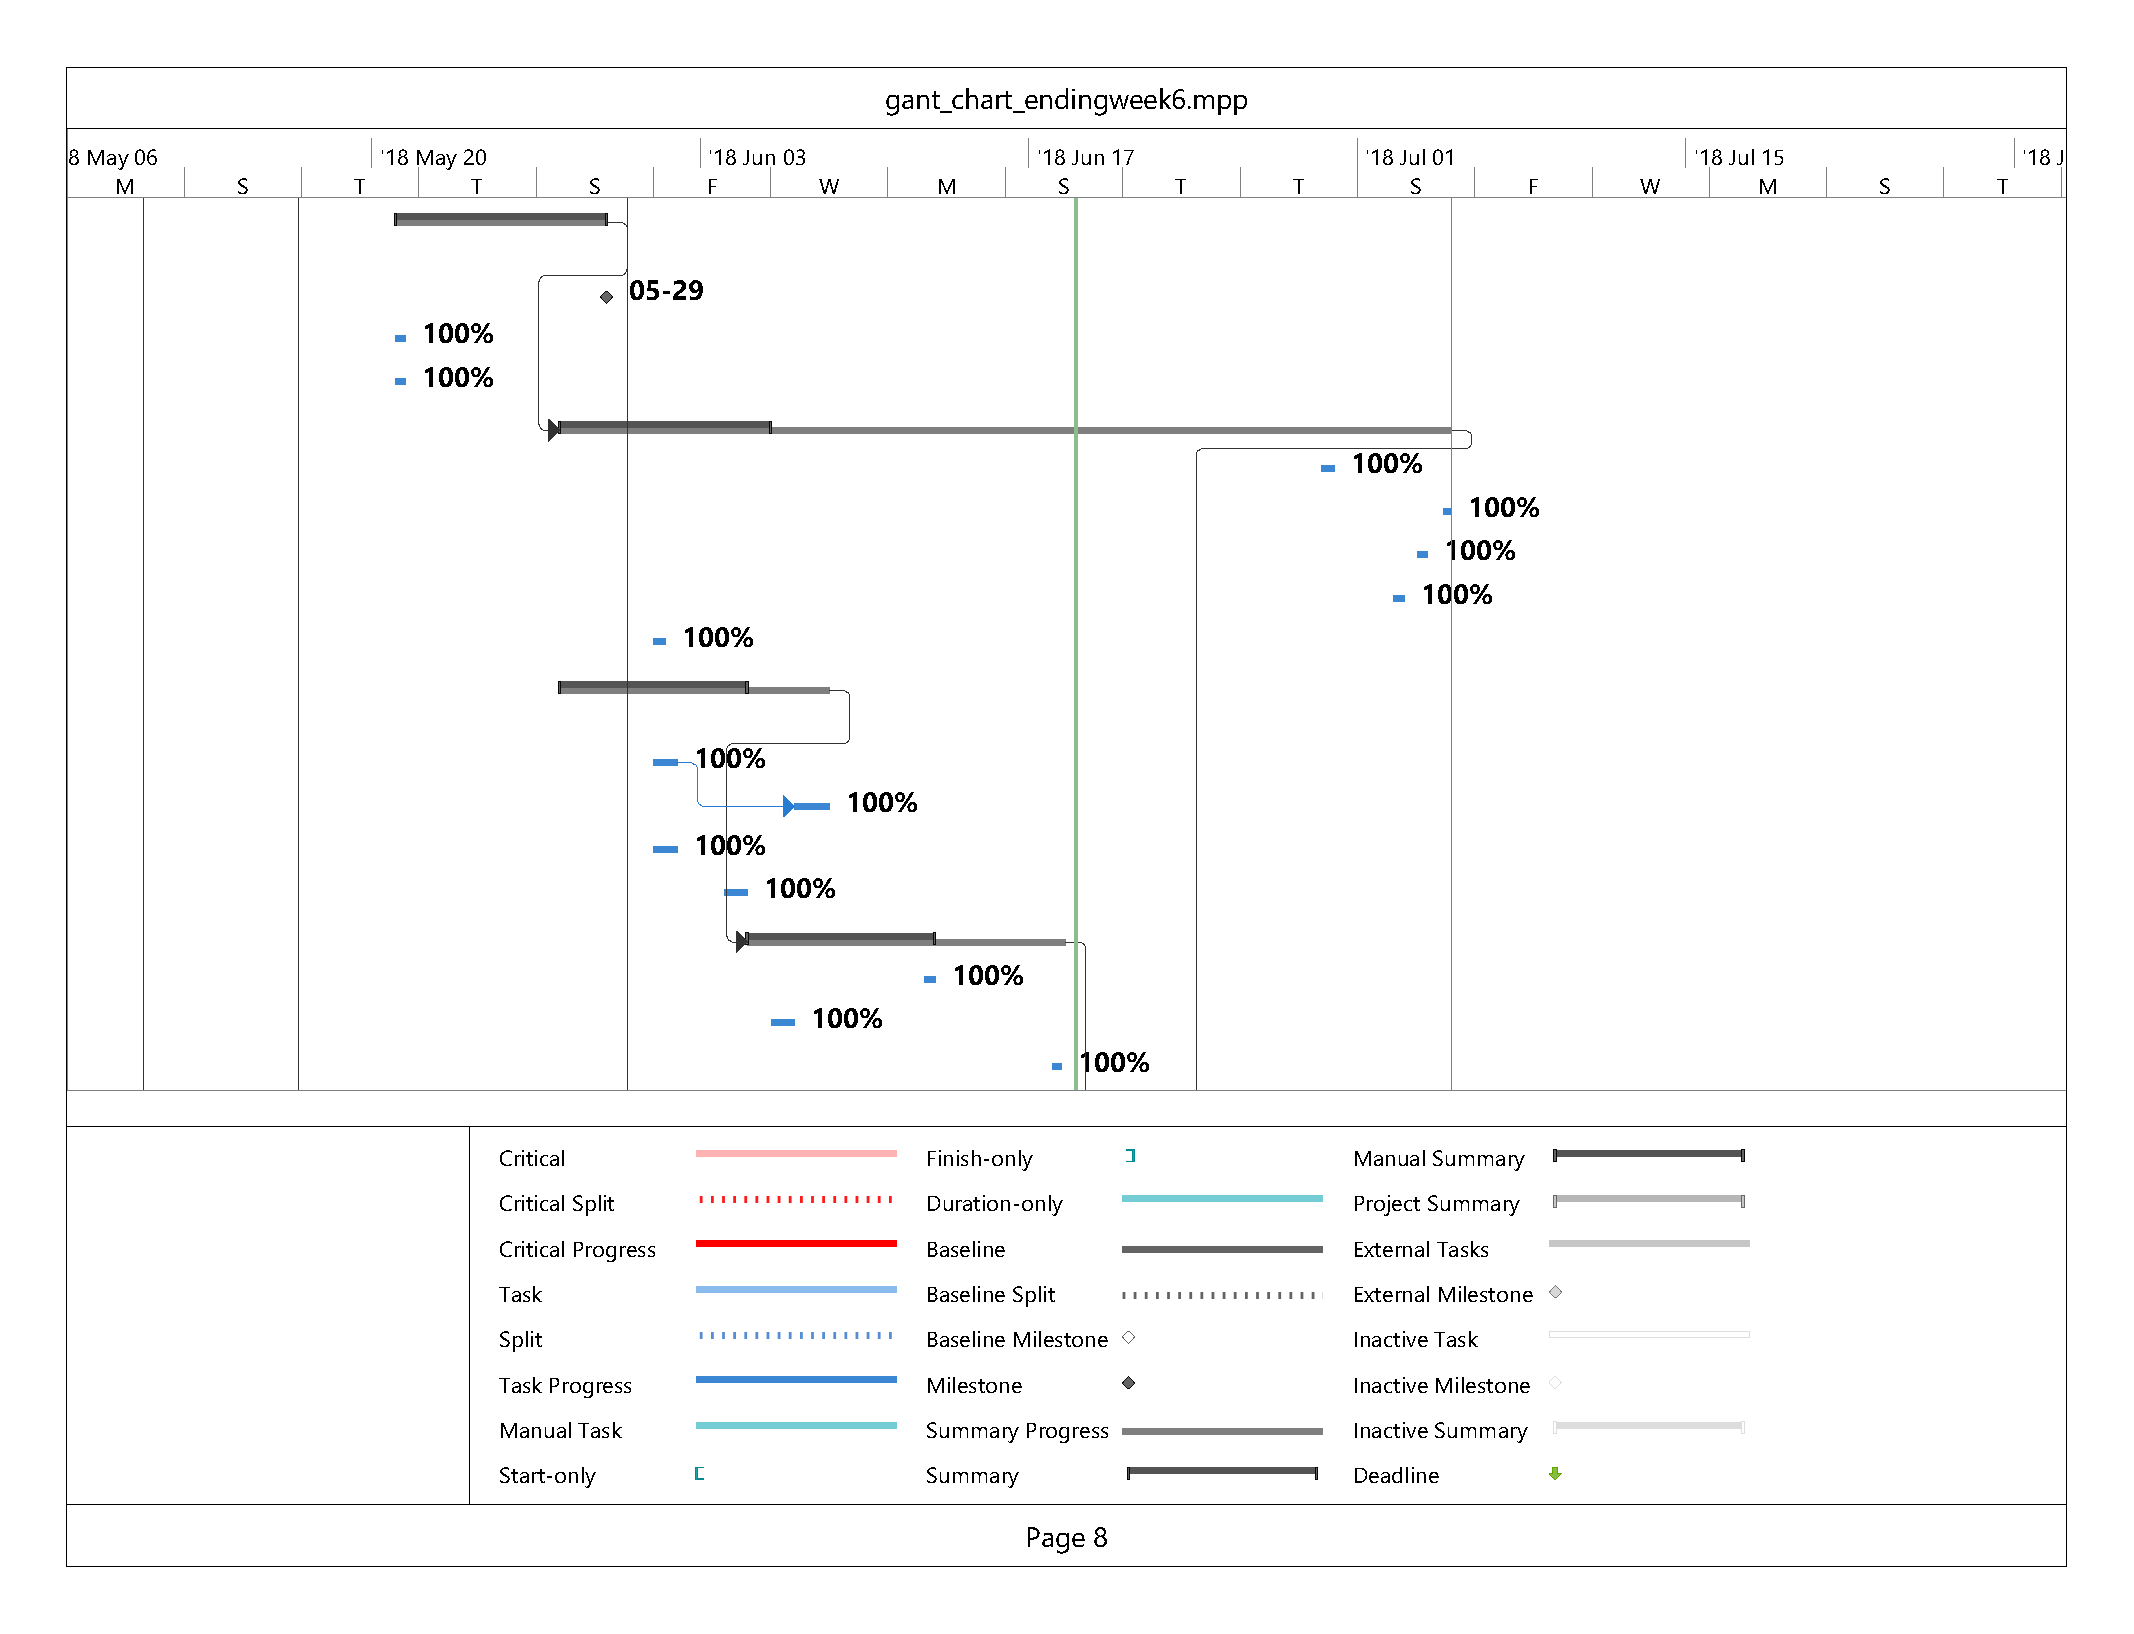 gant_chart_endingweek6.mpp
8 May 06 '18 May 20 '18 Jun 03 '18 Jun 17 '18 Jul 01 '18 Jul 15 '18 J
M S T T S F W M S T T S F W M S T
05-29
100%
100%
100%
100%
100%
100%
100%
100%
100%
100%
100%
100%
100%
100%
Critical Finish-only Manual Summary
Critical Split Duration-only Project Summary
Critical Progress Baseline External Tasks
Task Baseline Split External Milestone
Split Baseline Milestone Inactive Task
Task Progress Milestone Inactive Milestone
Manual Task Summary Progress Inactive Summary
Start-only Summary Deadline
Page 8